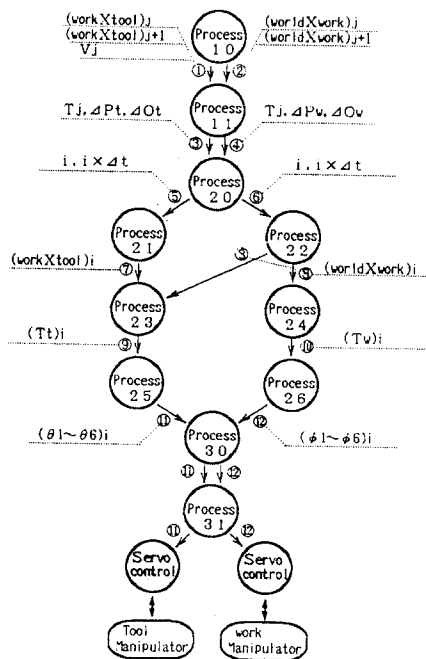 (workXtool)j
(workXtool)j+1
Vj
(worldXwork)j
(worldXwork)j+1
Process
10
① ②
Process
11
Tj,⊿Pt,⊿Ot
Tj,⊿Pw,⊿Ow
③ ④
i, i×⊿t
i, i×⊿t
Process
20
⑤ ⑥
Process
21
Process
22
(workXtool)i
⑦
⑧
⑧
(worldXwork)i
Process
23
Process
24
(Tt)i
⑨
⑩
(Tw)i
Process
25
Process
26
(θ1~θ6)i
⑪
⑫
(φ1~φ6)i
Process
30
⑪ ⑫
Process
31
⑪ ⑫
Servo
control
Servo
control
Tool
Manipulator
work
Manipulator